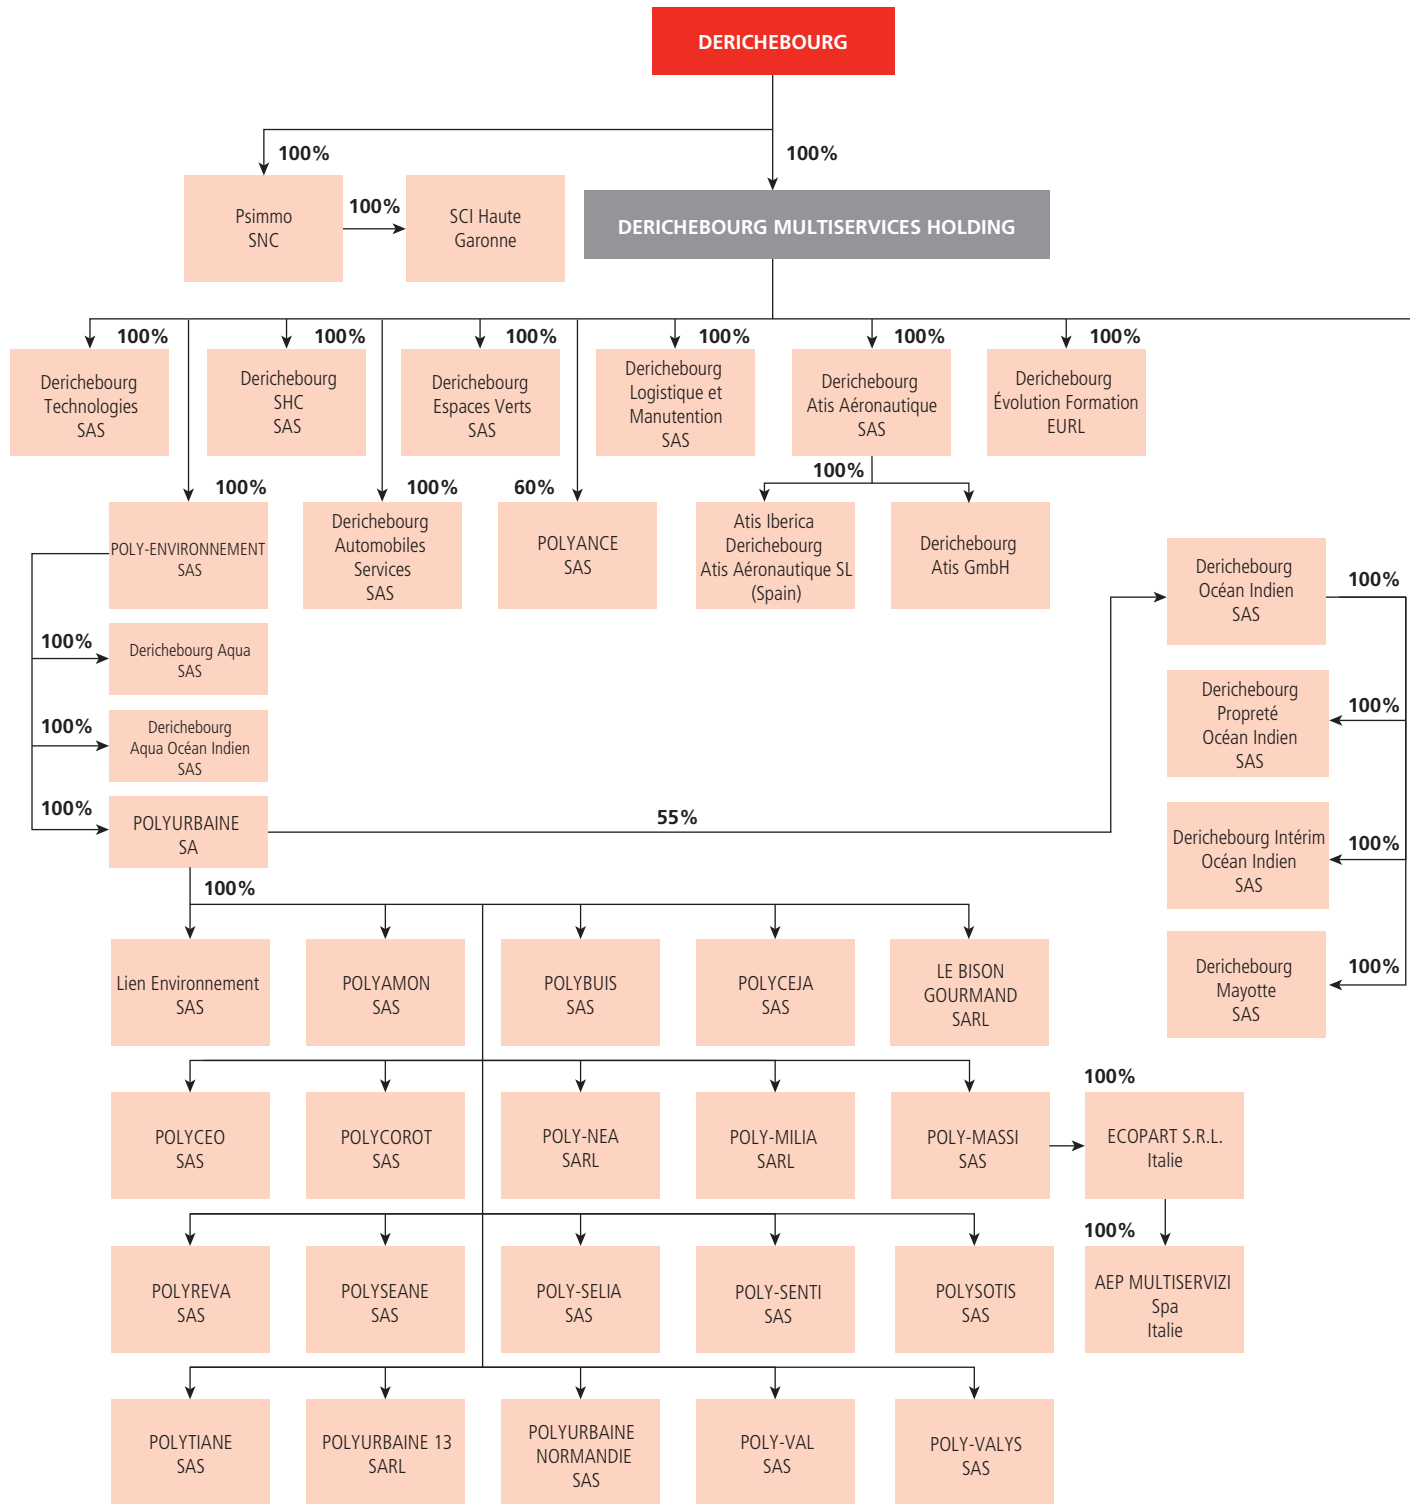 DERICHEBOURG
100%
100%
Psimmo
SNC
100%
SCI Haute
Garonne
DERICHEBOURG MULTISERVICES HOLDING
100%
100%
100%
100%
100%
100%
Derichebourg
Technologies
SAS
Derichebourg
SHC
SAS
Derichebourg
Espaces Verts
SAS
Derichebourg
Logistique et
Manutention
SAS
Derichebourg
Atis Aéronautique
SAS
Derichebourg
Évolution Formation
EURL
100%
100%
60%
100%
POLY-ENVIRONNEMENT
SAS
Derichebourg
Automobiles
Services
SAS
POLYANCE
SAS
Atis Iberica
Derichebourg
Atis Aéronautique SL
(Spain)
Derichebourg
Atis GmbH
Derichebourg
Océan Indien
SAS
100%
100%
Derichebourg Aqua
SAS
100%
Derichebourg
Aqua Océan Indien
SAS
Derichebourg
Propreté
Océan Indien
SAS
100%
100%
POLYURBAINE
SA
55%
Derichebourg Intérim
Océan Indien
SAS
100%
100%
Lien Environnement
SAS
POLYAMON
SAS
POLYBUIS
SAS
POLYCEJA
SAS
LE BISON
GOURMAND
SARL
Derichebourg
Mayotte
SAS
100%
POLYCEO
SAS
POLYCOROT
SAS
POLY-NEA
SARL
POLY-MILIA
SARL
POLY-MASSI
SAS
100%
ECOPART S.R.L.
Italie
POLYREVA
SAS
POLYSEANE
SAS
POLY-SELIA
SAS
POLY-SENTI
SAS
POLYSOTIS
SAS
100%
AEP MULTISERVIZI
Spa
Italie
POLYTIANE
SAS
POLYURBAINE 13
SARL
POLYURBAINE
NORMANDIE
SAS
POLY-VAL
SAS
POLY-VALYS
SAS